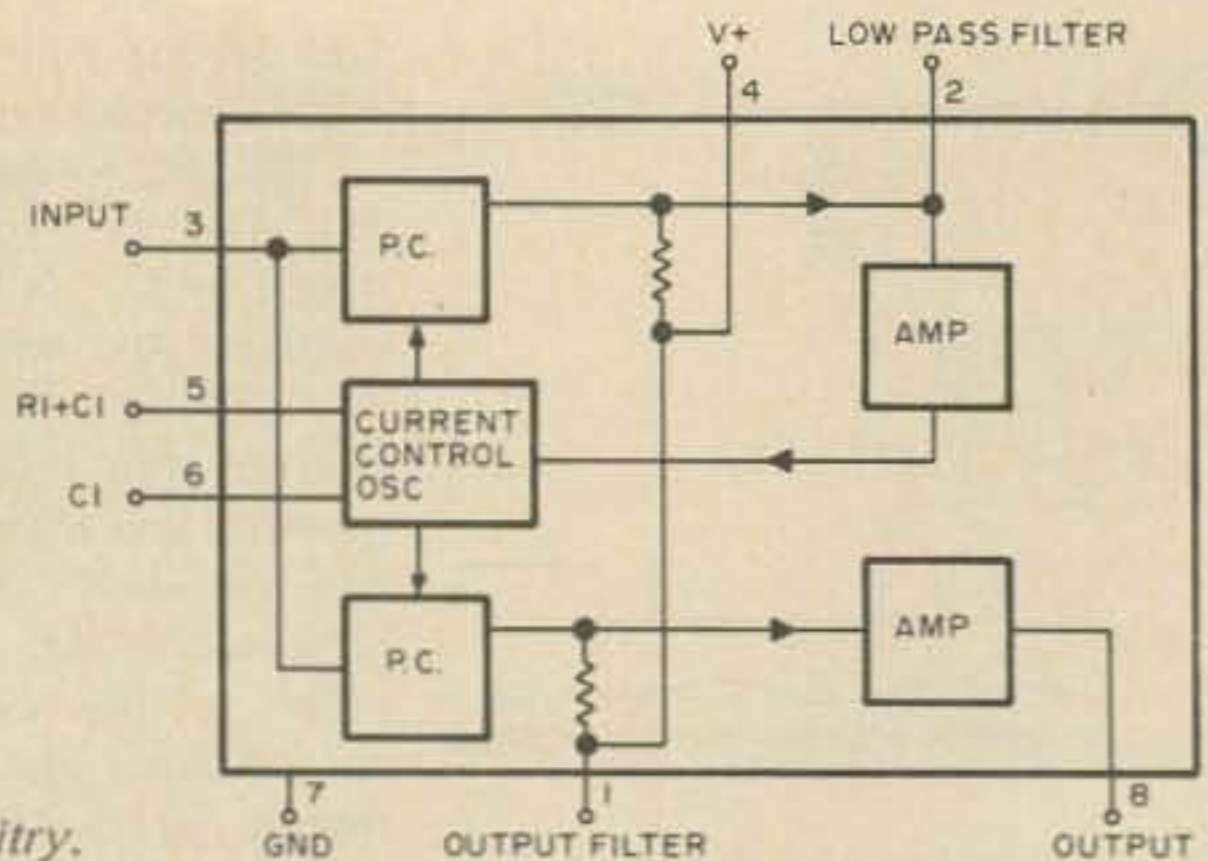 V+
LOW PASS FILTER
4
2
INPUT
3
P.C.
AMP
5
R1+C1
CURRENT
CONTROL
OSC
6
C1
P.C.
AMP
7
1
8
GND
OUTPUT FILTER
OUTPUT
itry.